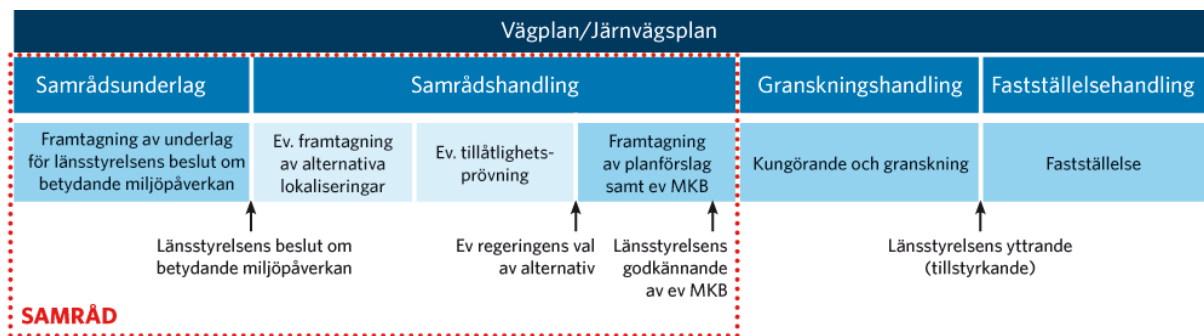 Vägplan/Järnvägsplan
Samrådsunderlag
Samrådshandling
Granskningshandling
Fastställelsehandling
Framtagning av underlag
för länsstyrelsens beslut om
betydande miljöpåverkan
Ev. framtagning
av alternativa
lokaliseringar
Ev. tillåtlighets-
prövning
Framtagning
av planförslag
samt ev MKB
Kungörande och granskning
Fastställelse
Länsstyrelsens beslut om
betydande miljöpåverkan
Ev regeringens val
av alternativ
Länsstyrelsens
godkännande
av ev MKB
Länsstyrelsens yttrande
(tillstyrkande)
SAMRÅD